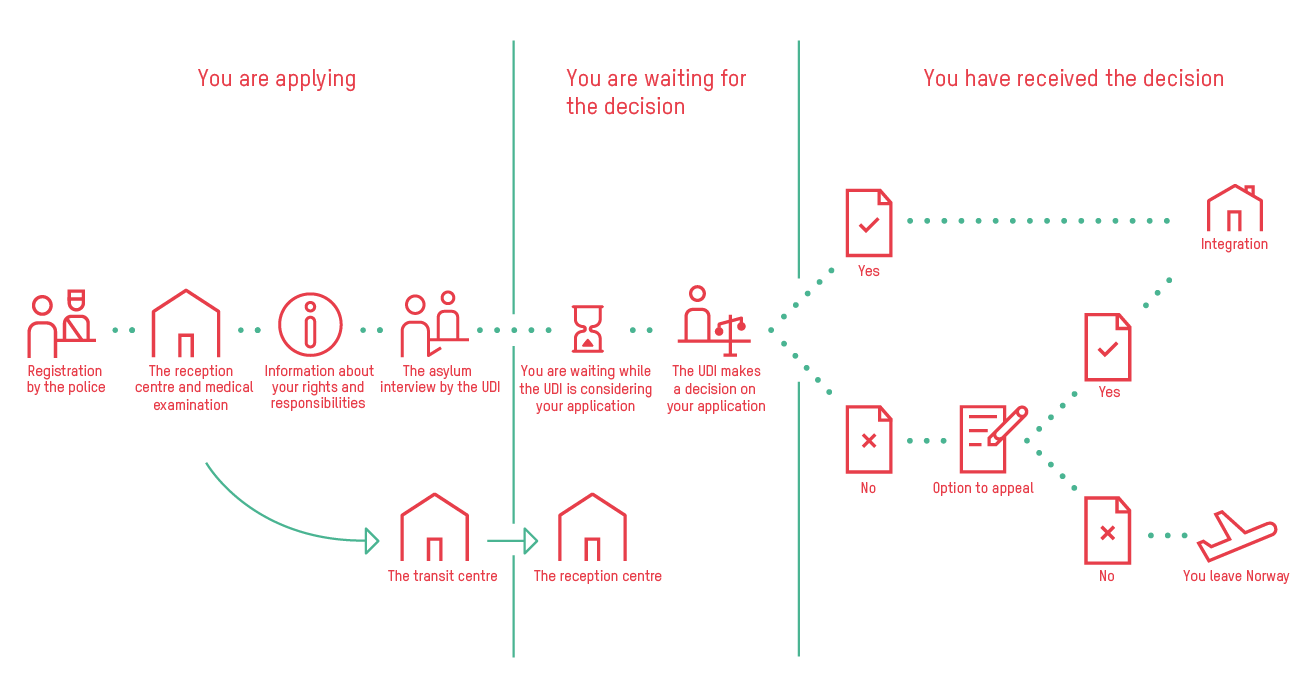 You are applying
You are waiting for
the decision
You have received the decision
Registration
by the police
The reception
centre and medical
examination
Information about
your rights and
responsibilities
The asylum
interview by the UDI
You are waiting while
the UDI is considering
your application
The UDI makes
a decision on
your application
Yes
Integration
No
Option to appeal
Yes
No
You leave Norway
The transit centre
The reception centre